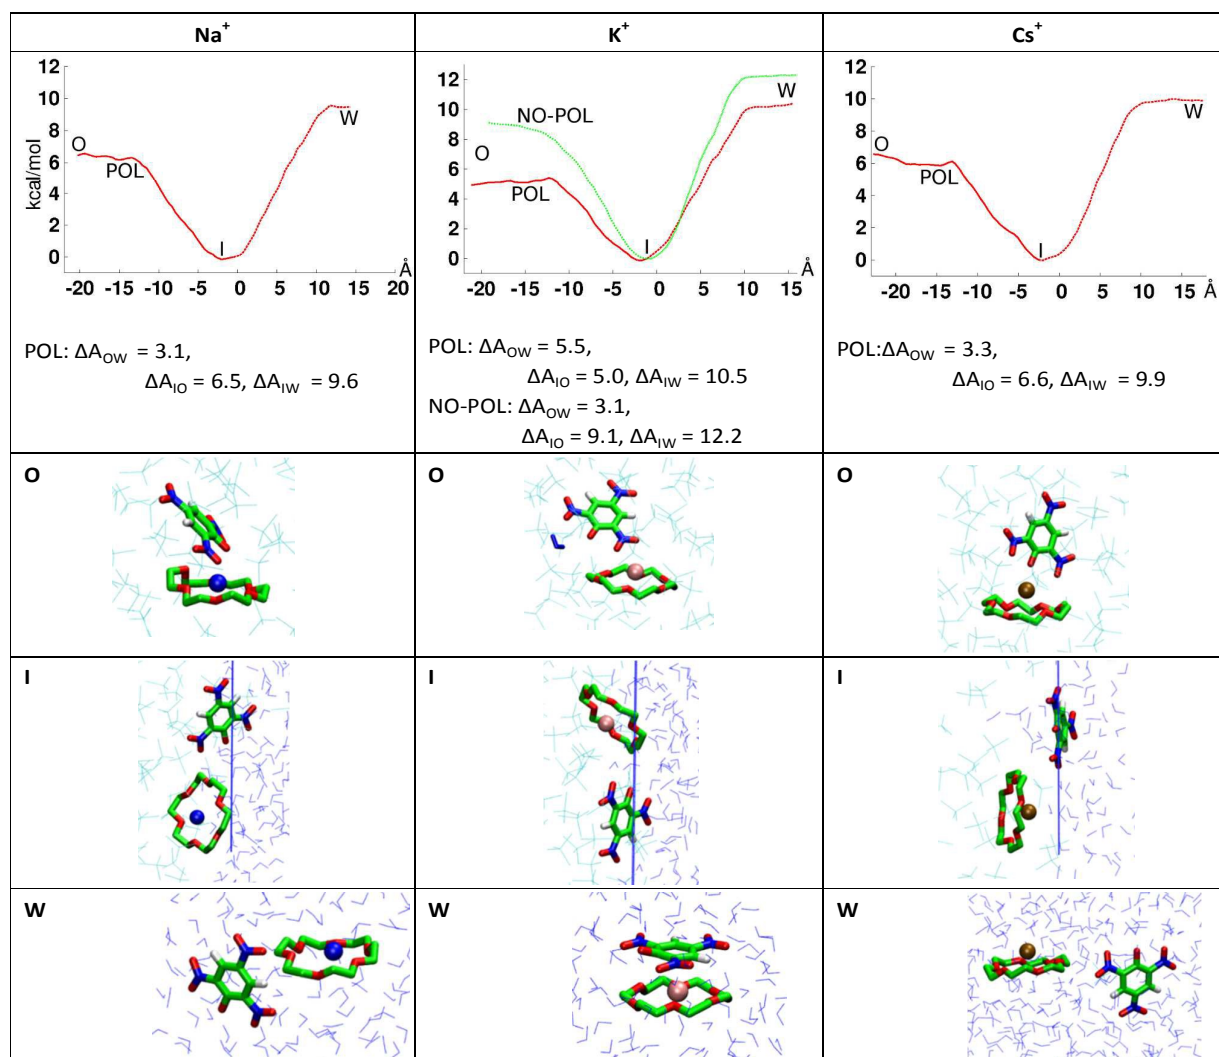 Na+
K+
Cs+
12
10
8
6
4
2
0
kcal/mol
O
POL
I
W
Å
-20 -15 -10 -5 0 5 10 15 20
POL: ΔAOW = 3.1,
ΔAIO = 6.5, ΔAIW = 9.6
12
10
8
6
4
2
0
NO-POL
O
POL
I
W
Å
-20 -15 -10 -5 0 5 10 15
POL: ΔAOW = 5.5,
ΔAIO = 5.0, ΔAIW = 10.5
NO-POL: ΔAOW = 3.1,
ΔAIO = 9.1, ΔAIW = 12.2
12
10
8
6
4
2
0
O
POL
I
W
-20 -15 -10 -5 0 5 10 15 Å
POL:ΔAOW = 3.3,
ΔAIO = 6.6, ΔAIW = 9.9
O
O
O
I
I
I
W
W
W